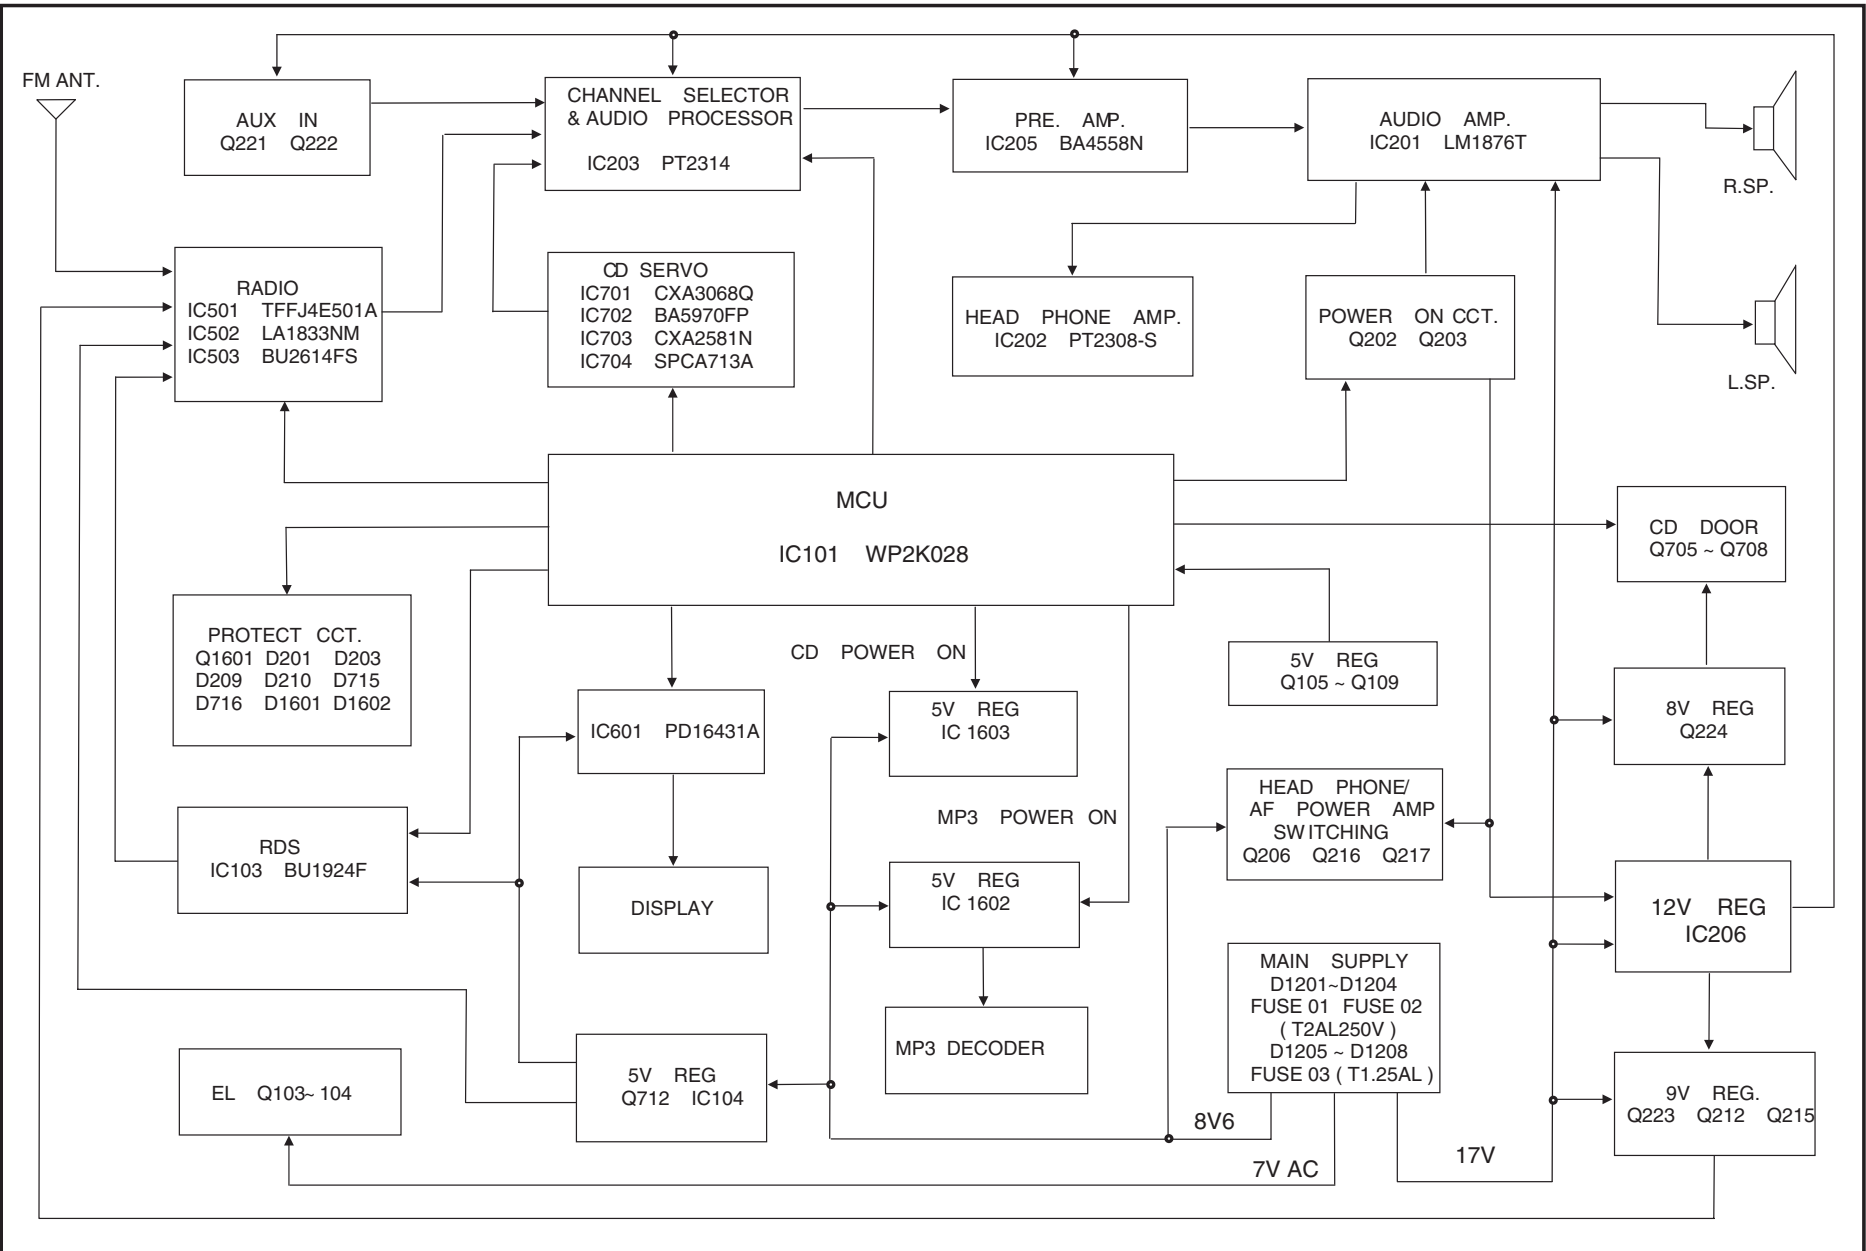 FM ANT.
AUX IN
Q221 Q222
CHANNEL SELECTOR
& AUDIO PROCESSOR
IC203 PT2314
PRE. AMP.
IC205 BA4558N
AUDIO AMP.
IC201 LM1876T
R.SP.
RADIO
IC501 TFFJ4E501A
IC502 LA1833NM
IC503 BU2614FS
CD SERVO
IC701 CXA3068Q
IC702 BA5970FP
IC703 CXA2581N
IC704 SPCA713A
HEAD PHONE AMP.
IC202 PT2308-S
POWER ON CCT.
Q202 Q203
L.SP.
MCU
IC101 WP2K028
CD DOOR
Q705 ~ Q708
PROTECT CCT.
Q1601 D201 D203
D209 D210 D715
D716 D1601 D1602
CD POWER ON
5V REG
Q105 ~ Q109
IC601 PD16431A
5V REG
IC 1603
8V REG
Q224
MP3 POWER ON
HEAD PHONE/
AF POWER AMP
SWITCHING
Q206 Q216 Q217
RDS
IC103 BU1924F
DISPLAY
5V REG
IC 1602
12V REG
IC206
MAIN SUPPLY
D1201~D1204
FUSE 01 FUSE 02
( T2AL250V )
D1205 ~ D1208
FUSE 03 ( T1.25AL )
MP3 DECODER
EL Q103~ 104
5V REG
Q712 IC104
9V REG.
Q223 Q212 Q215
8V6
7V AC
17V